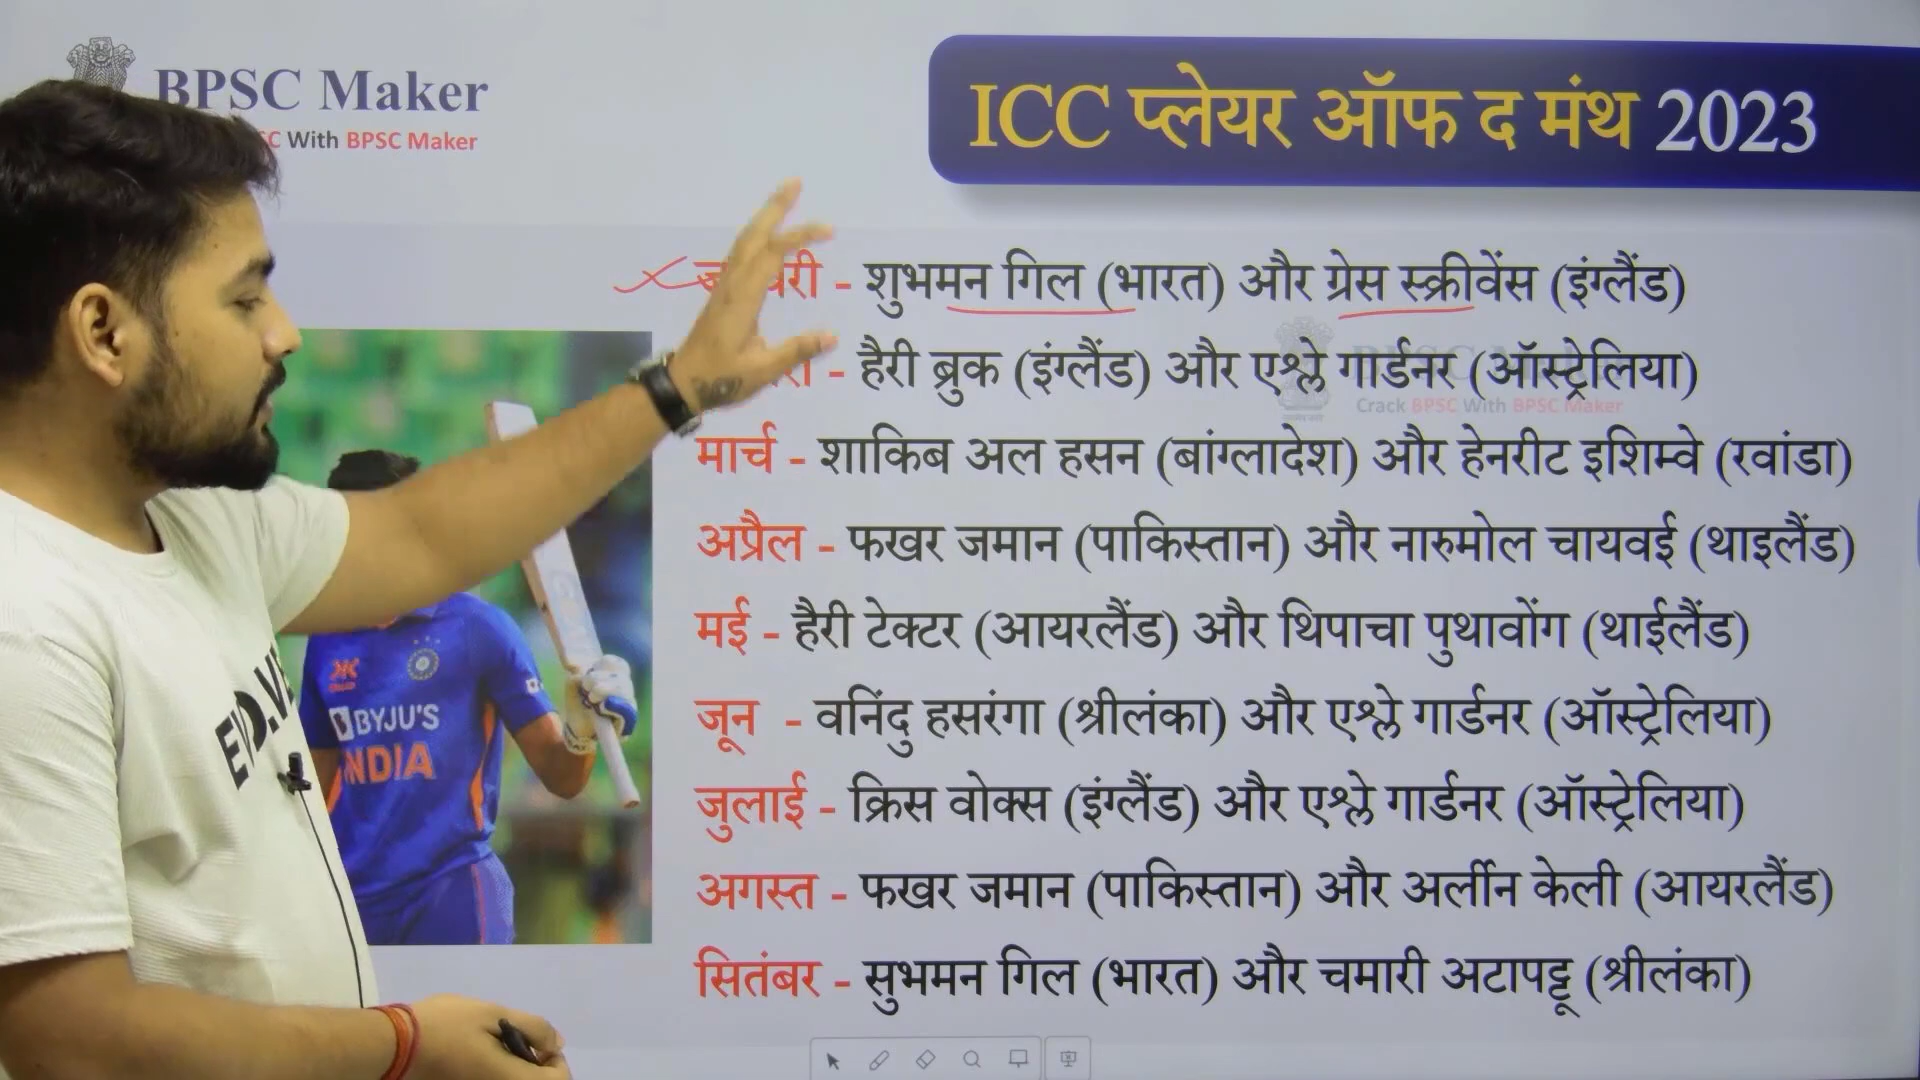 BPSC Maker
With BPSC Maker
ICC प्लेयर ऑफ द मंथ 2023
- शुभमन गिल (भारत) और ग्रेस स्क्रीवेंस (इंग्लैंड)
- हैरी ब्रुक (इंग्लैंड) और एश्ले गार्डनर (ऑस्ट्रेलिया)
Crack BPSC With BPSC Maker
मार्च - शाकिब अल हसन (बांग्लादेश) और हेनरीट इशिम्वे (रवांडा)
अप्रैल - फखर जमान (पाकिस्तान) और नारुमोल चायवई (थाइलैंड)
मई - हैरी टेक्टर (आयरलैंड) और थिपाचा पुथावोंग (थाईलैंड)
जून - वनिंदु हसरंगा (श्रीलंका) और एश्ले गार्डनर (ऑस्ट्रेलिया)
जुलाई - क्रिस वोक्स (इंग्लैंड) और एश्ले गार्डनर (ऑस्ट्रेलिया)
अगस्त - फखर जमान (पाकिस्तान) और अर्लीन केली (आयरलैंड)
सितंबर - सुभमन गिल (भारत) और चमारी अटापट्टू (श्रीलंका)
BYJU'S
INDIA